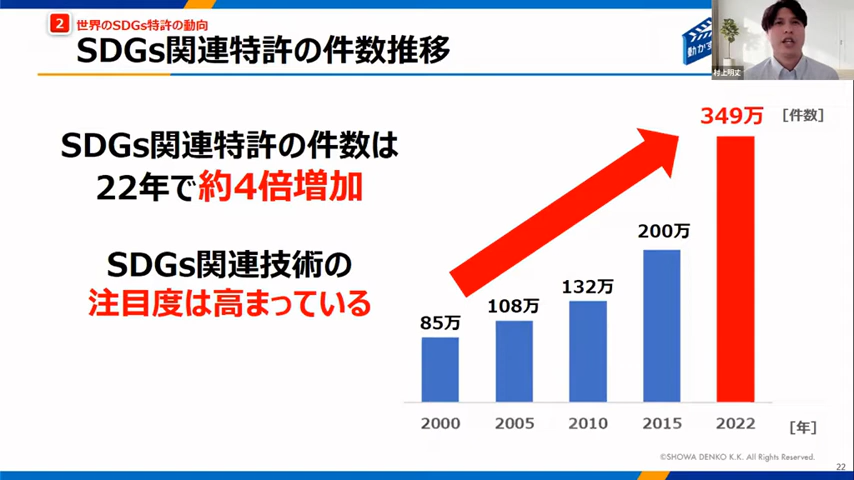 2 世界のSDGs特許の動向
SDGs関連特許の件数推移
動かす
村上明丈
SDGs関連特許の件数は
22年で約4倍増加
SDGs関連技術の
注目度は高まっている
349万 [件数]
200万
132万
108万
85万
2000 2005 2010 2015 2022 [年]
©SHOWA DENKO K.K. All Rights Reserved.
22